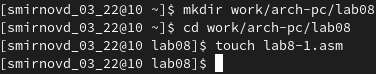 [smirnovd_03_22@10 ~]$ mkdir work/arch-pc/lab08
[smirnovd_03_22@10 ~]$ cd work/arch-pc/lab08
[smirnovd_03_22@10 lab08]$ touch lab8-1.asm
[smirnovd_03_22@10 lab08]$